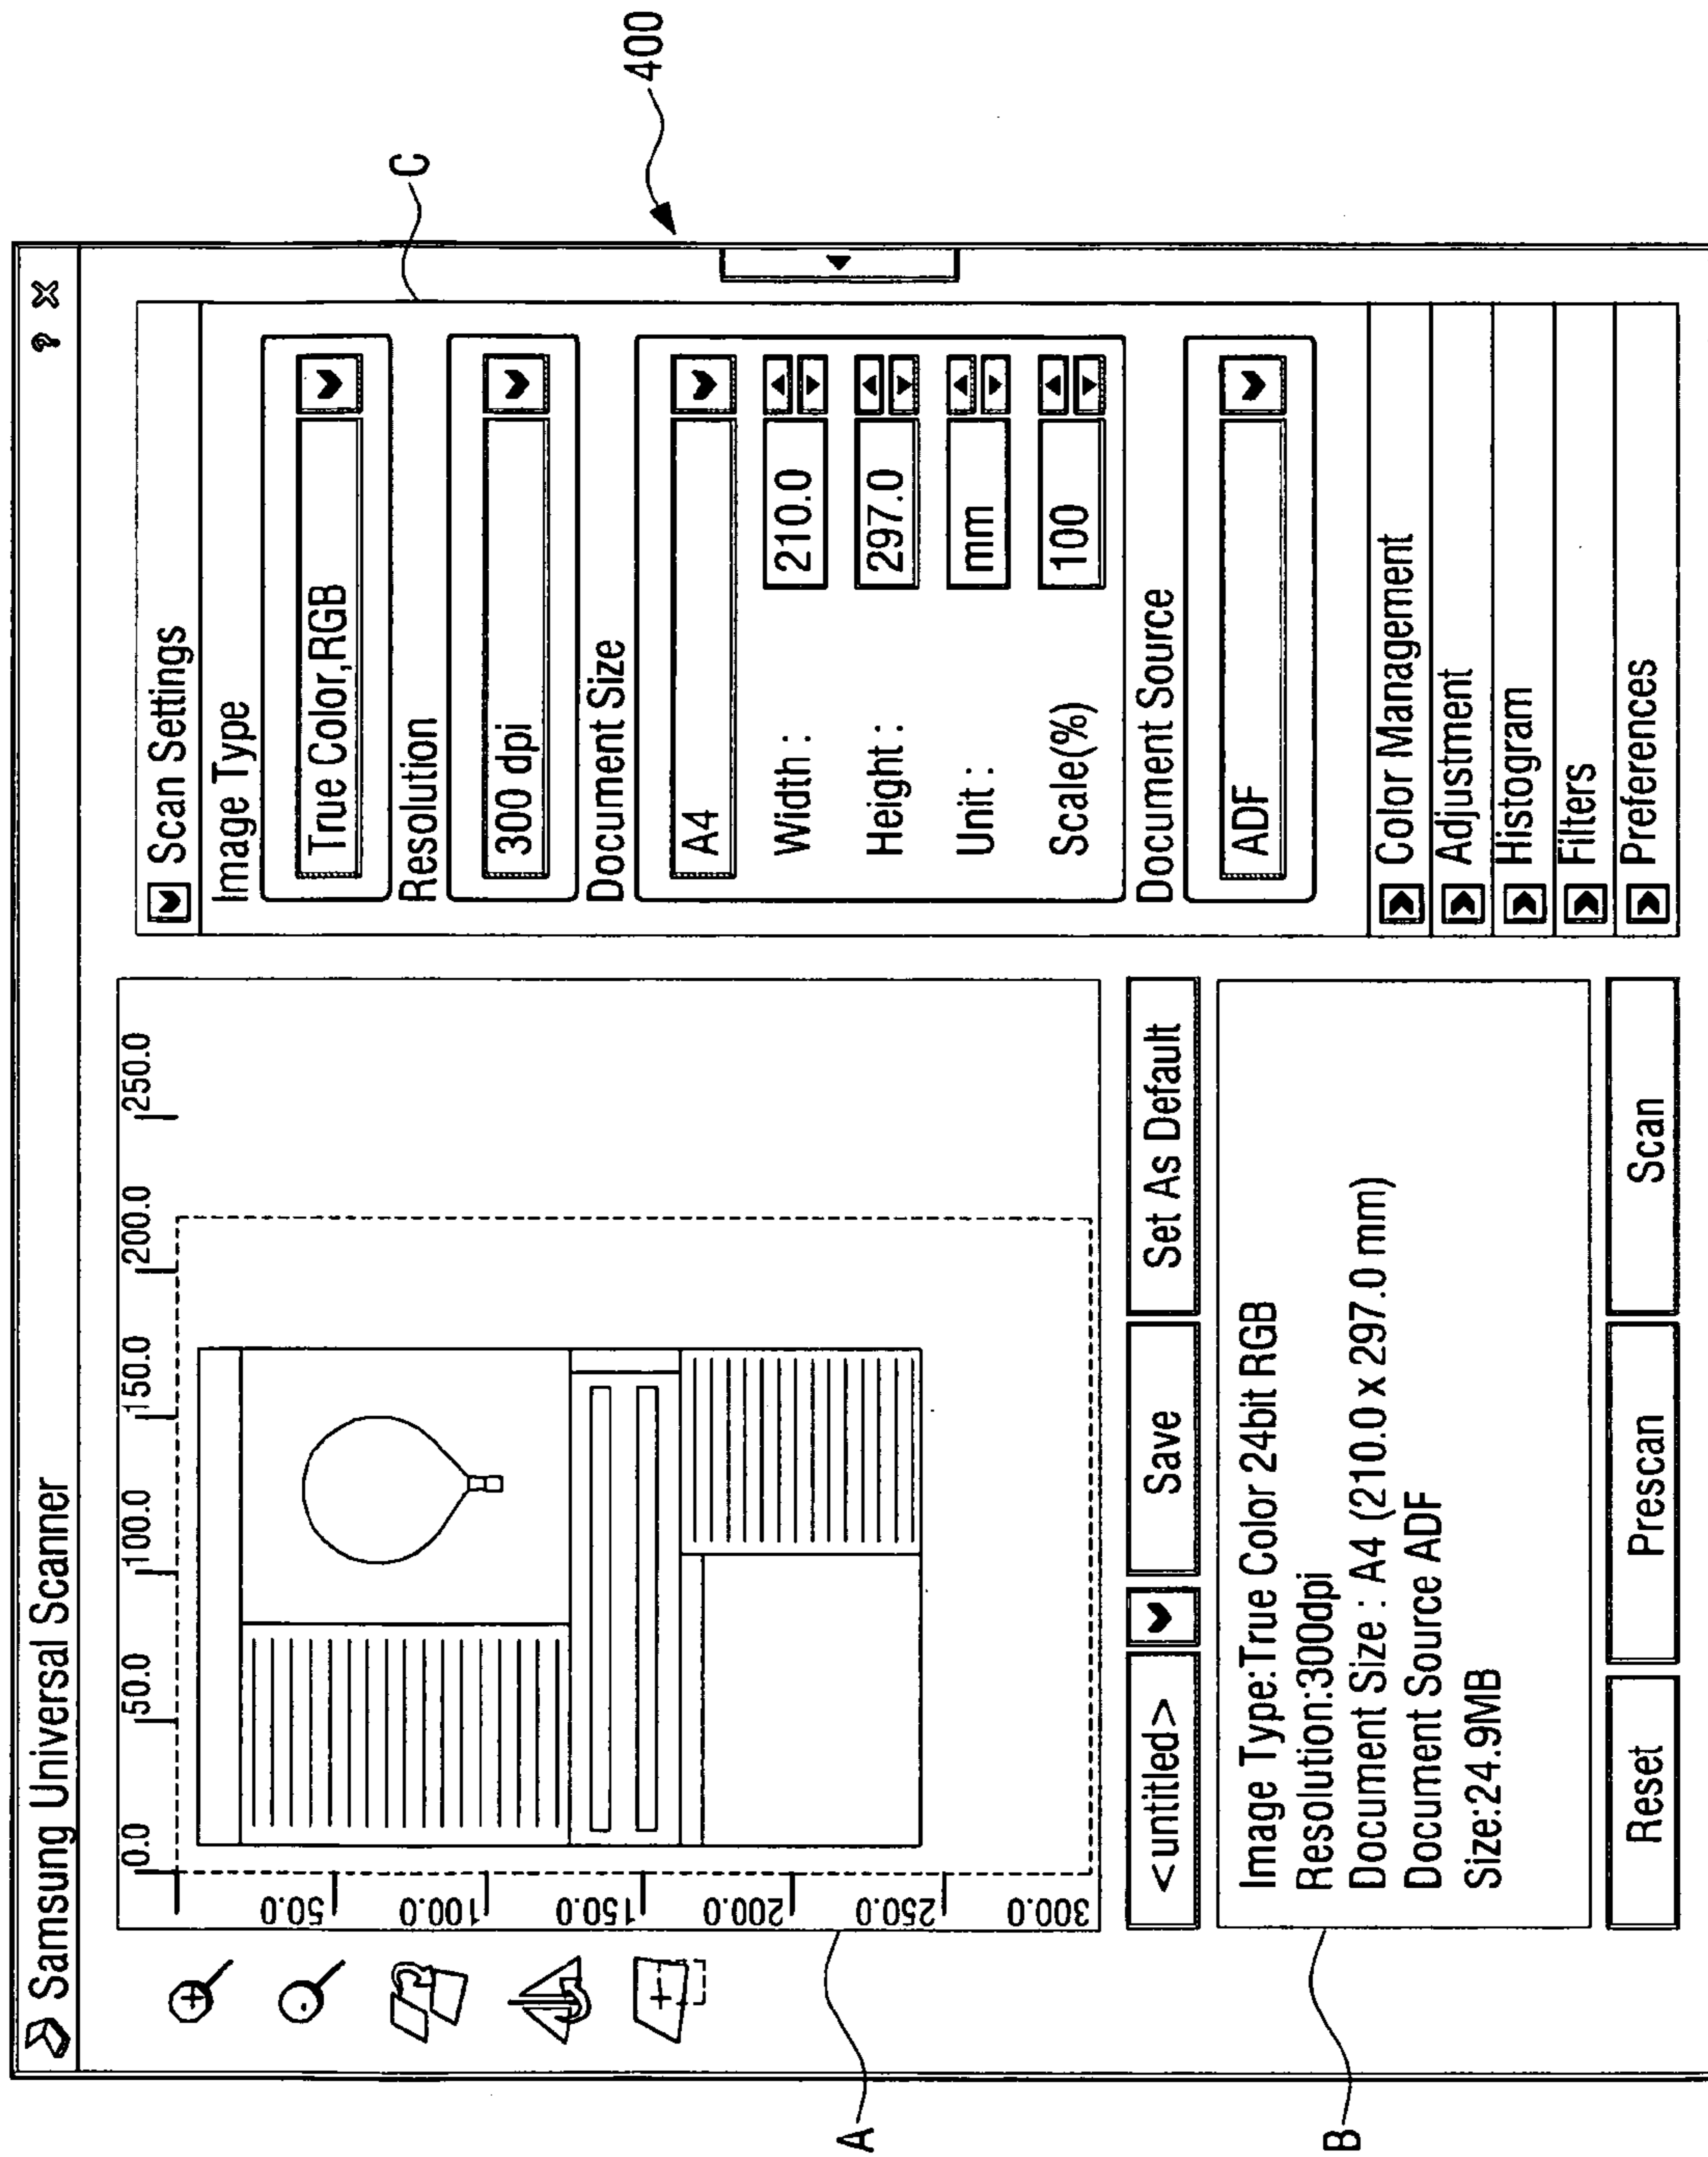 Samsung Universal Scanner
? X
400
C
0.0 50.0 100.0 150.0 200.0 250.0
50.0
100.0
150.0
200.0
250.0
300.0
A
<untitled> Save Set As Default
Image Type:True Color 24bit RGB
Resolution:300dpi
Document Size : A4 (210.0 x 297.0 mm)
Document Source ADF
Size:24.9MB
B
Reset Prescan Scan
Scan Settings
Image Type
True Color,RGB
Resolution
300 dpi
Document Size
A4
Width : 210.0
Height : 297.0
Unit : mm
Scale(%) 100
Document Source
ADF
Color Management
Adjustment
Histogram
Filters
Preferences